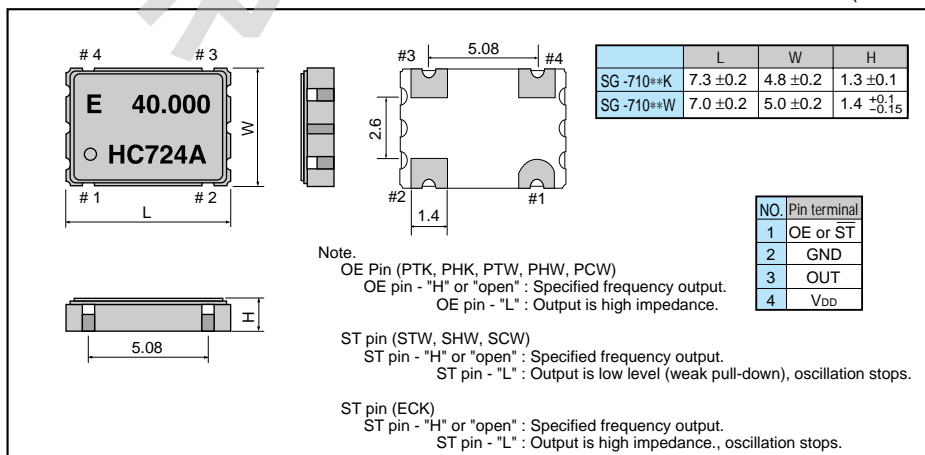 # 4
# 3
E 40.000
HC724A
# 1
# 2
L
W
#3
5.08
#4
2.6
#2
1.4
#1
L W H
SG -710**K 7.3 ±0.2 4.8 ±0.2 1.3 ±0.1
SG -710**W 7.0 ±0.2 5.0 ±0.2 1.4 +0.1 −0.15
NO. Pin terminal
1 OE or S̅T̅
2 GND
3 OUT
4 VDD
H
5.08
Note.
OE Pin (PTK, PHK, PTW, PHW, PCW)
OE pin - "H" or "open" : Specified frequency output.
OE pin - "L" : Output is high impedance.
ST pin (STW, SHW, SCW)
ST pin - "H" or "open" : Specified frequency output.
ST pin - "L" : Output is low level (weak pull-down), oscillation stops.
ST pin (ECK)
ST pin - "H" or "open" : Specified frequency output.
ST pin - "L" : Output is high impedance., oscillation stops.